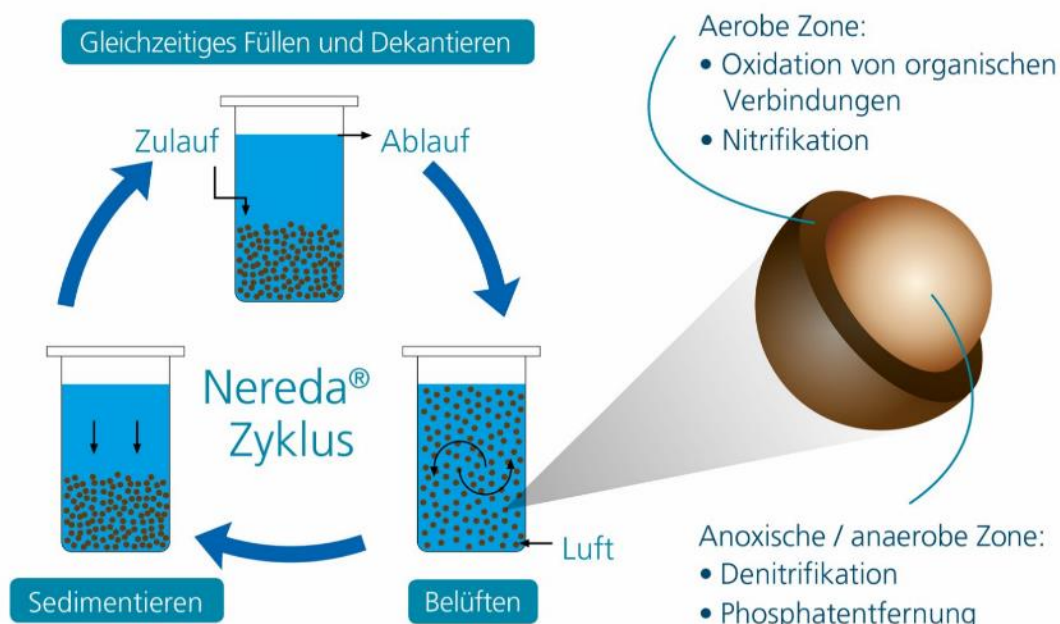 Gleichzeitiges Füllen und Dekantieren
Zulauf
Ablauf
Nereda®
Zyklus
Luft
Sedimentieren
Belüften
Aerobe Zone:
• Oxidation von organischen
Verbindungen
• Nitrifikation
Anoxische / anaerobe Zone:
• Denitrifikation
• Phosphatentfernung